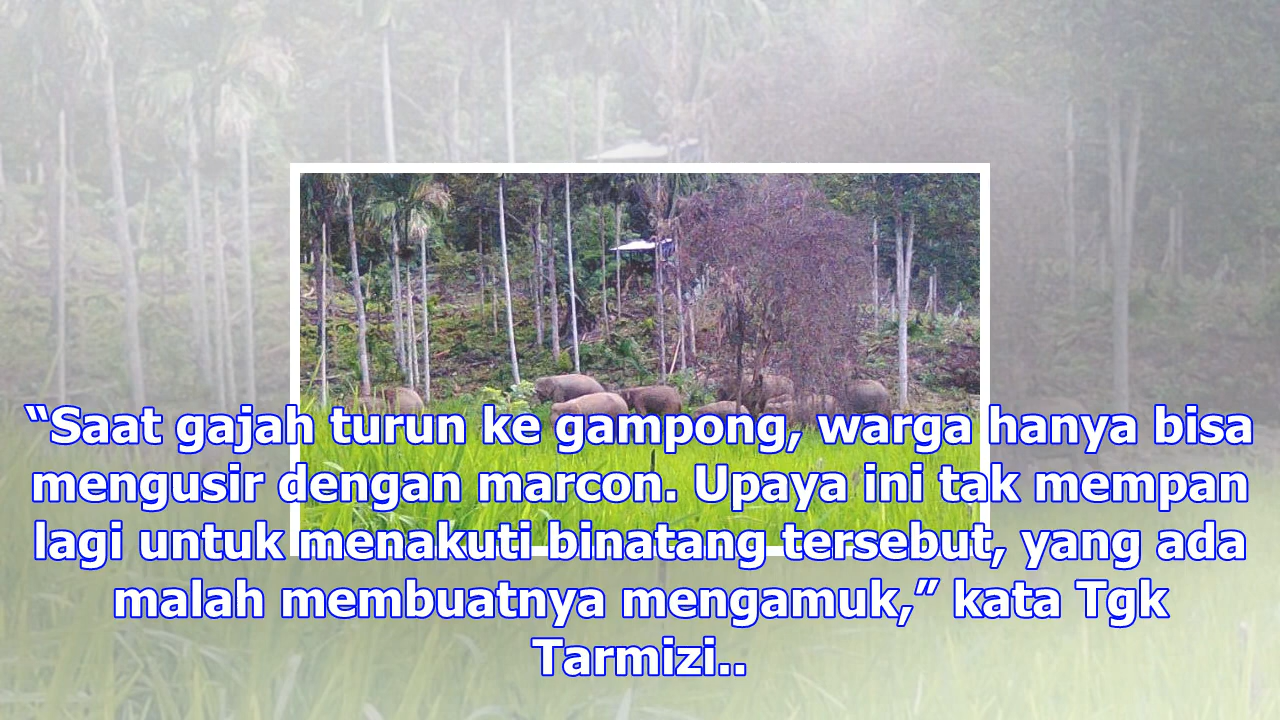 “Saat gajah turun ke gampong, warga hanya bisa
mengusir dengan marcon. Upaya ini tak mempan
lagi untuk menakuti binatang tersebut, yang ada
malah membuatnya mengamuk,” kata Tgk
Tarmizi..